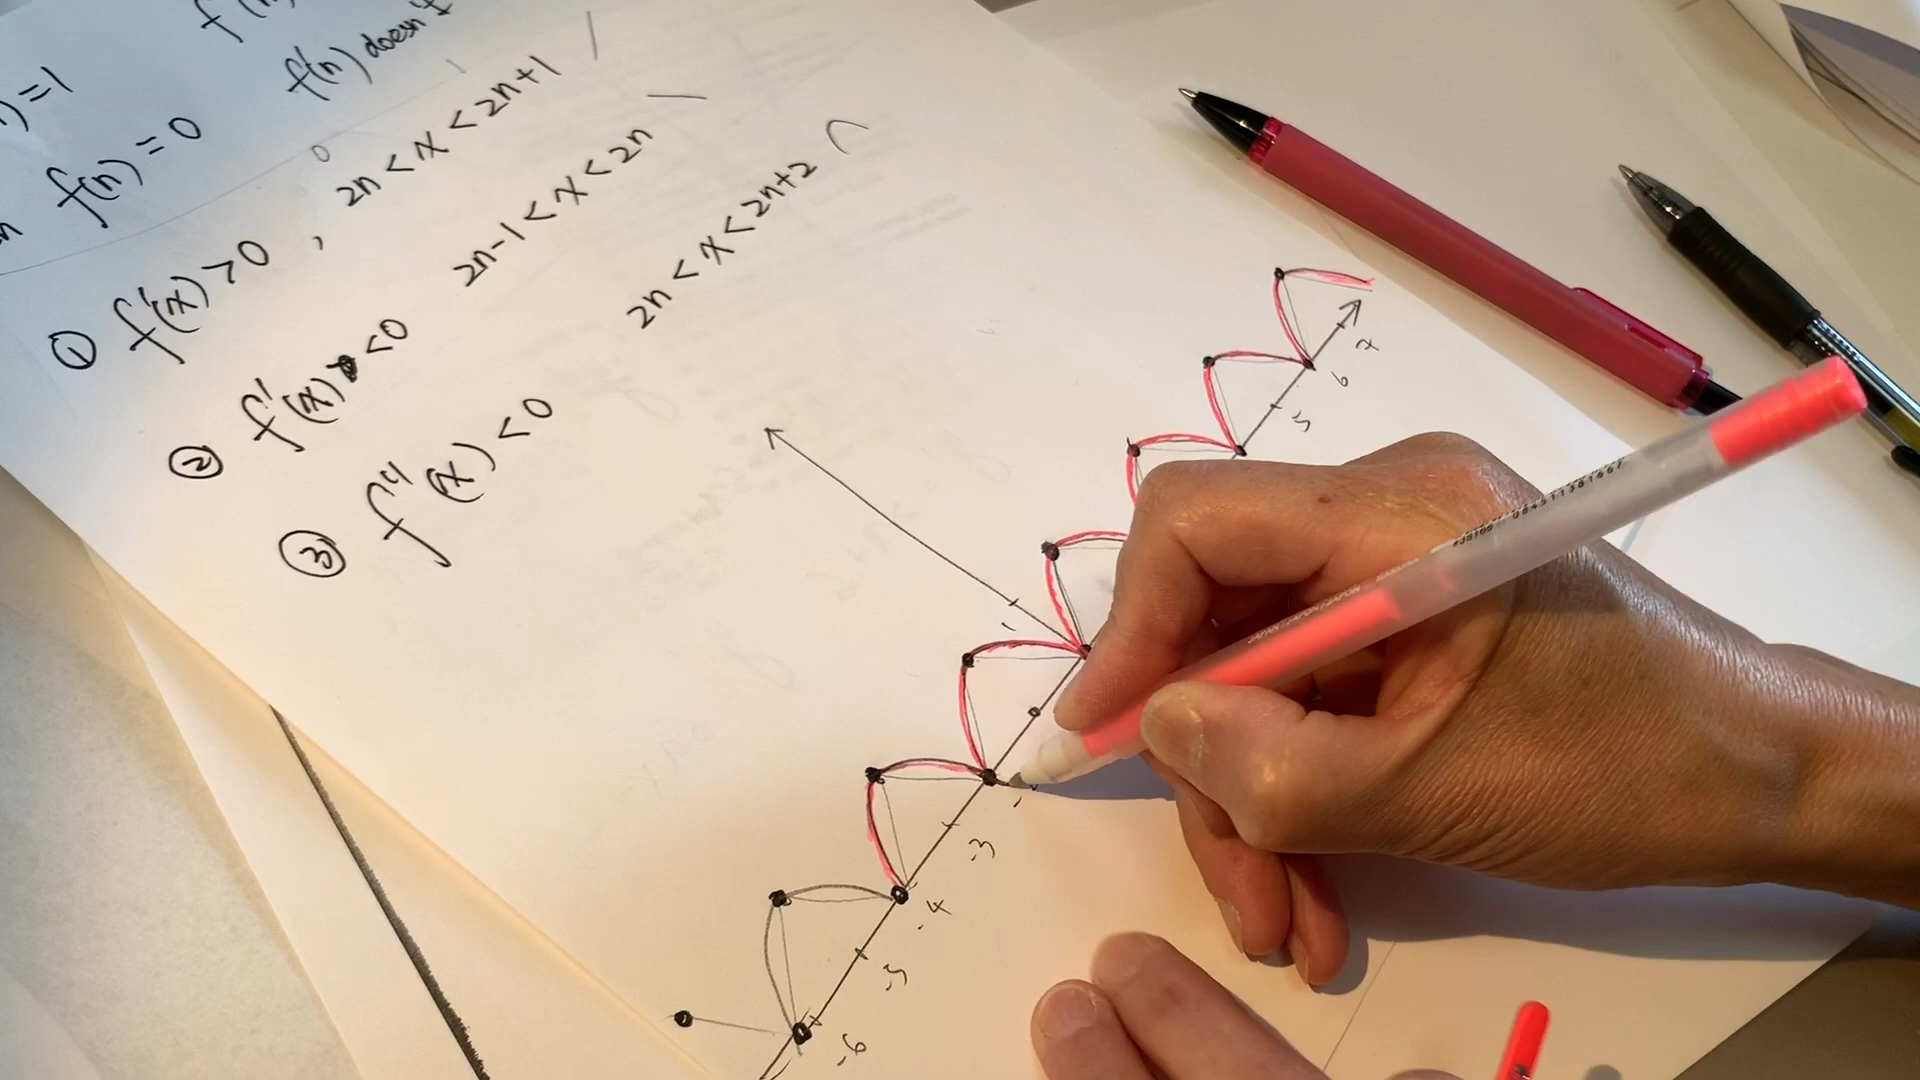 )=1
f(n)=0
f'(n) doesn't
① f'(x)>0 , 2n<x<2n+1
② f'(x)<0 2n-1<x<2n
③ f''(x)<0 2n<x<2n+2
7
6
5
1
-3
-4
-5
-6